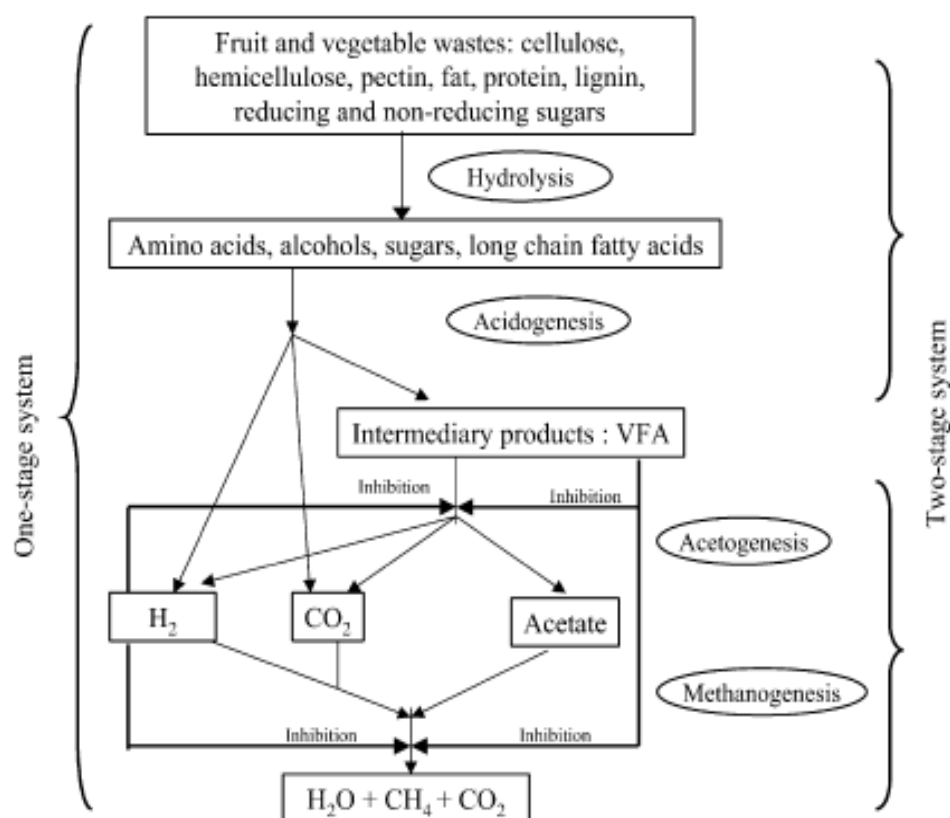 Fruit and vegetable wastes: cellulose,
hemicellulose, pectin, fat, protein, lignin,
reducing and non-reducing sugars
Hydrolysis
Amino acids, alcohols, sugars, long chain fatty acids
Acidogenesis
One-stage system
Two-stage system
Intermediary products : VFA
Inhibition
Inhibition
Acetogenesis
H₂
CO₂
Acetate
Methanogenesis
Inhibition
Inhibition
H₂O + CH₄ + CO₂